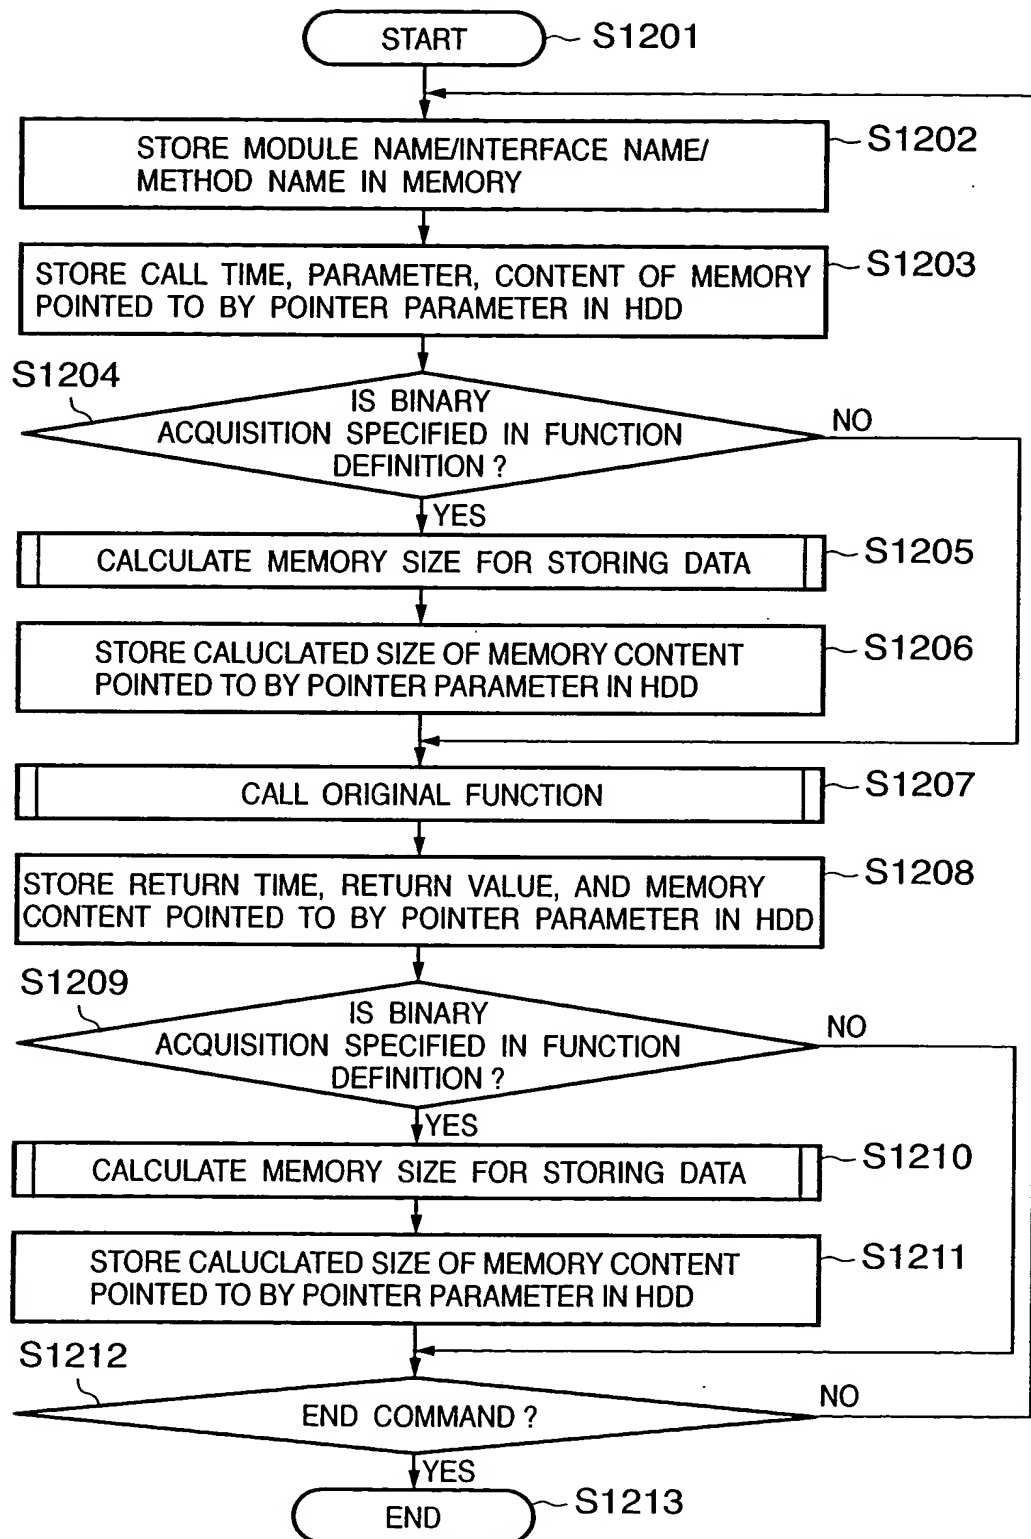 START
S1201
STORE MODULE NAME/INTERFACE NAME/
METHOD NAME IN MEMORY
S1202
STORE CALL TIME, PARAMETER, CONTENT OF MEMORY
POINTED TO BY POINTER PARAMETER IN HDD
S1203
S1204
IS BINARY
ACQUISITION SPECIFIED IN FUNCTION
DEFINITION ?
NO
YES
CALCULATE MEMORY SIZE FOR STORING DATA
S1205
STORE CALUCLATED SIZE OF MEMORY CONTENT
POINTED TO BY POINTER PARAMETER IN HDD
S1206
CALL ORIGINAL FUNCTION
S1207
STORE RETURN TIME, RETURN VALUE, AND MEMORY
CONTENT POINTED TO BY POINTER PARAMETER IN HDD
S1208
S1209
IS BINARY
ACQUISITION SPECIFIED IN FUNCTION
DEFINITION ?
NO
YES
CALCULATE MEMORY SIZE FOR STORING DATA
S1210
STORE CALUCLATED SIZE OF MEMORY CONTENT
POINTED TO BY POINTER PARAMETER IN HDD
S1211
S1212
END COMMAND ?
NO
YES
END
S1213